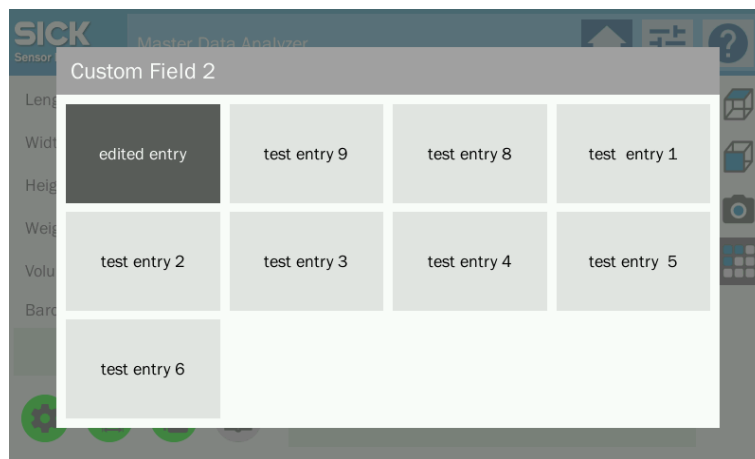 SICK
Sensor
Master Data Analyzer
Custom Field 2
edited entry
test entry 9
test entry 8
test  entry 1
test entry 2
test entry 3
test entry 4
test entry  5
test entry 6